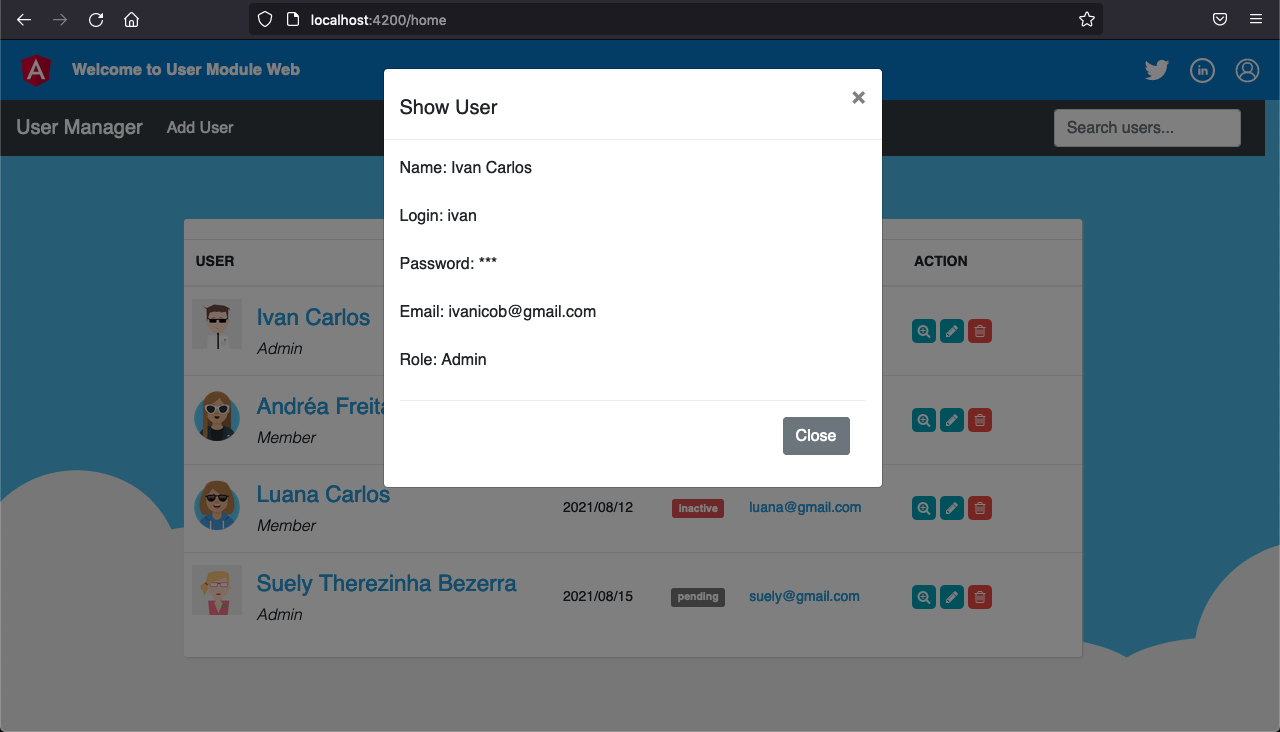 localhost:4200/home
A
Welcome to User Module Web
in
User Manager
Add User
Search users...
Show User
×
Name: Ivan Carlos
Login: ivan
Password: ***
Email: ivanicob@gmail.com
Role: Admin
Close
USER
ACTION
Ivan Carlos
Admin
Andréa Freita
Member
Luana Carlos
Member
2021/08/12
inactive
luana@gmail.com
Suely Therezinha Bezerra
Admin
2021/08/15
pending
suely@gmail.com